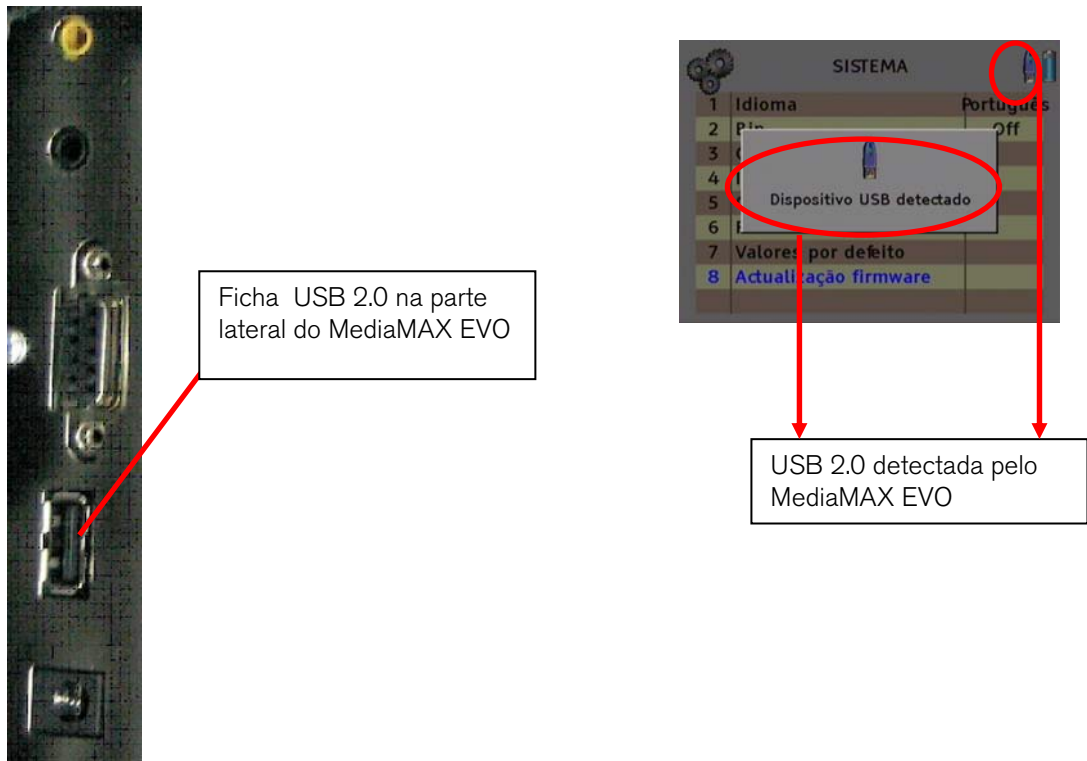 SISTEMA
1 Idioma Português
2 Off
3
4
5
6
7 Valores por defeito
8 Actualização firmware
Dispositivo USB detectado
Ficha USB 2.0 na parte
lateral do MediaMAX EVO
USB 2.0 detectada pelo
MediaMAX EVO